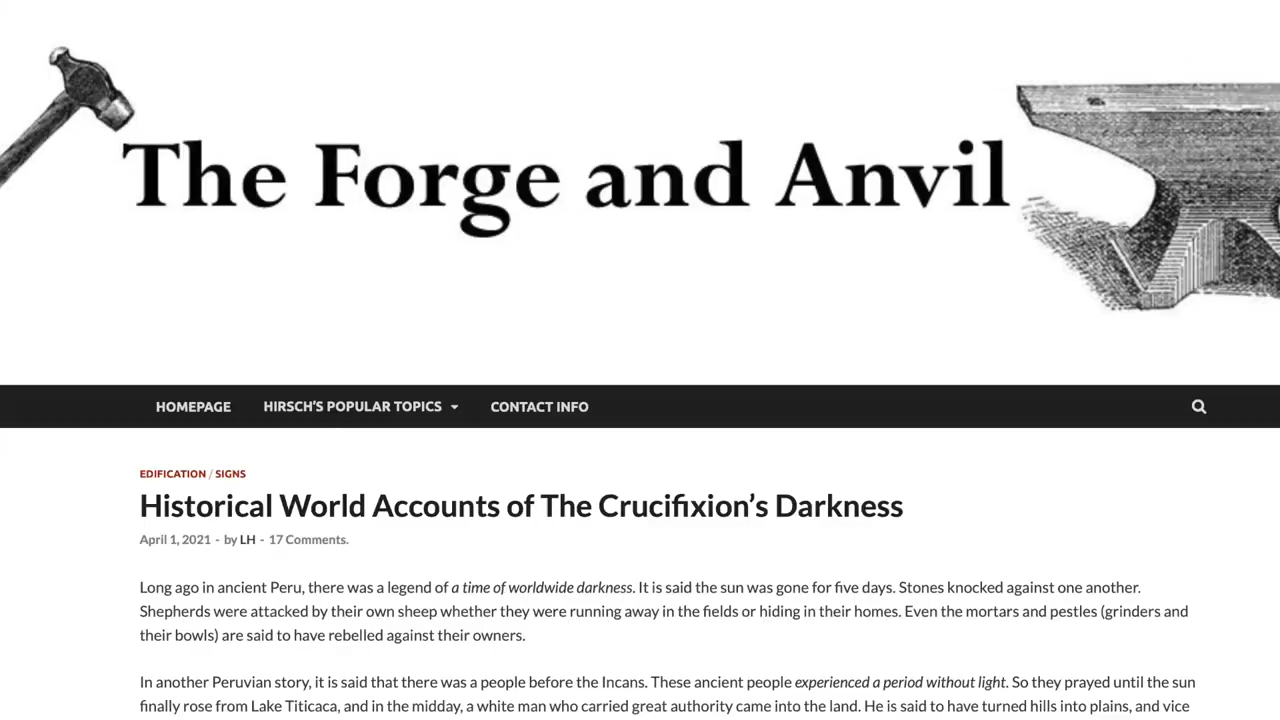 The Forge and Anvil
HOMEPAGE HIRSCH'S POPULAR TOPICS CONTACT INFO
EDIFICATION / SIGNS
Historical World Accounts of The Crucifixion's Darkness
April 1, 2021 - by LH - 17 Comments.
Long ago in ancient Peru, there was a legend of a time of worldwide darkness. It is said the sun was gone for five days. Stones knocked against one another.
Shepherds were attacked by their own sheep whether they were running away in the fields or hiding in their homes. Even the mortars and pestles (grinders and
their bowls) are said to have rebelled against their owners.
In another Peruvian story, it is said that there was a people before the Incans. These ancient people experienced a period without light. So they prayed until the sun
finally rose from Lake Titicaca, and in the midday, a white man who carried great authority came into the land. He is said to have turned hills into plains, and vice